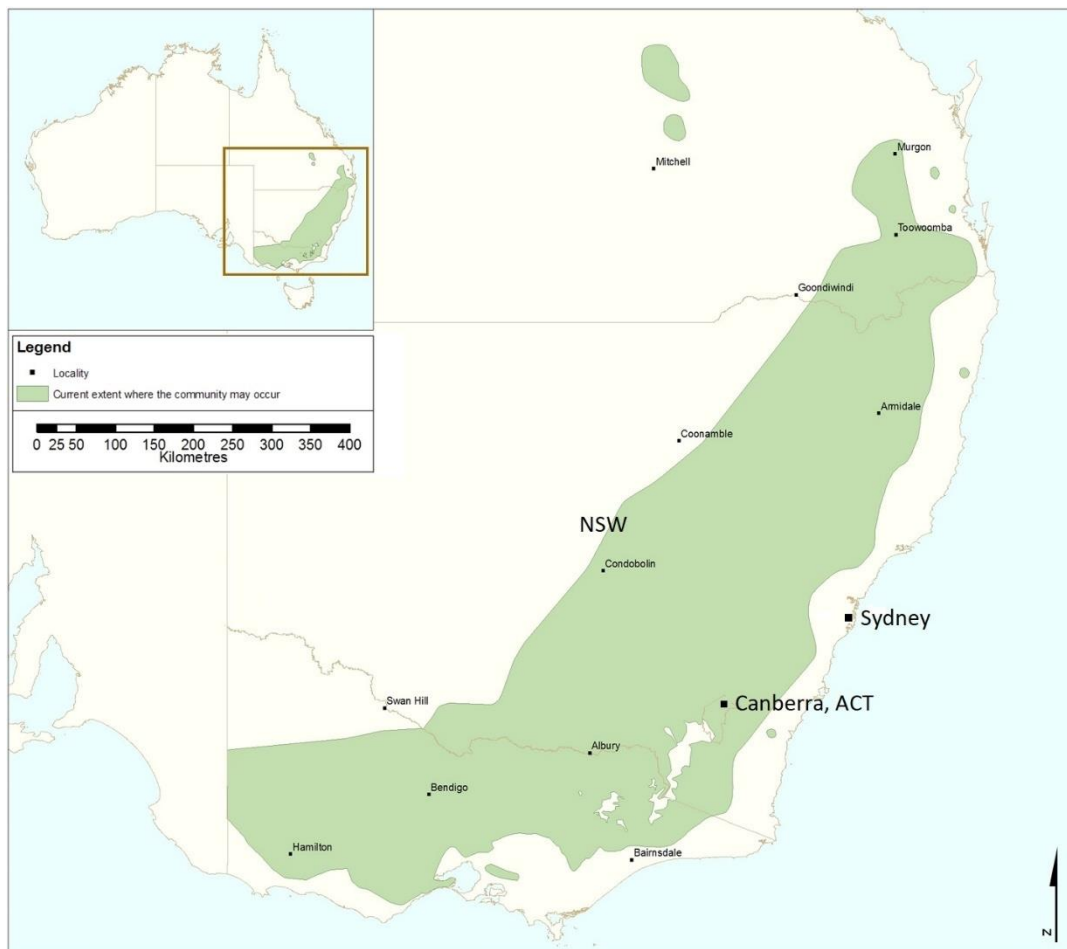 Murgon
Mitchell
Toowoomba
Goondiwindi
Legend
Locality
Current extent where the community may occur
0 25 50 100 150 200 250 300 350 400
Kilometres
Armidale
Coonamble
NSW
Condobolin
Sydney
Swan Hill
Canberra, ACT
Albury
Bendigo
Hamilton
Bairnsdale
N